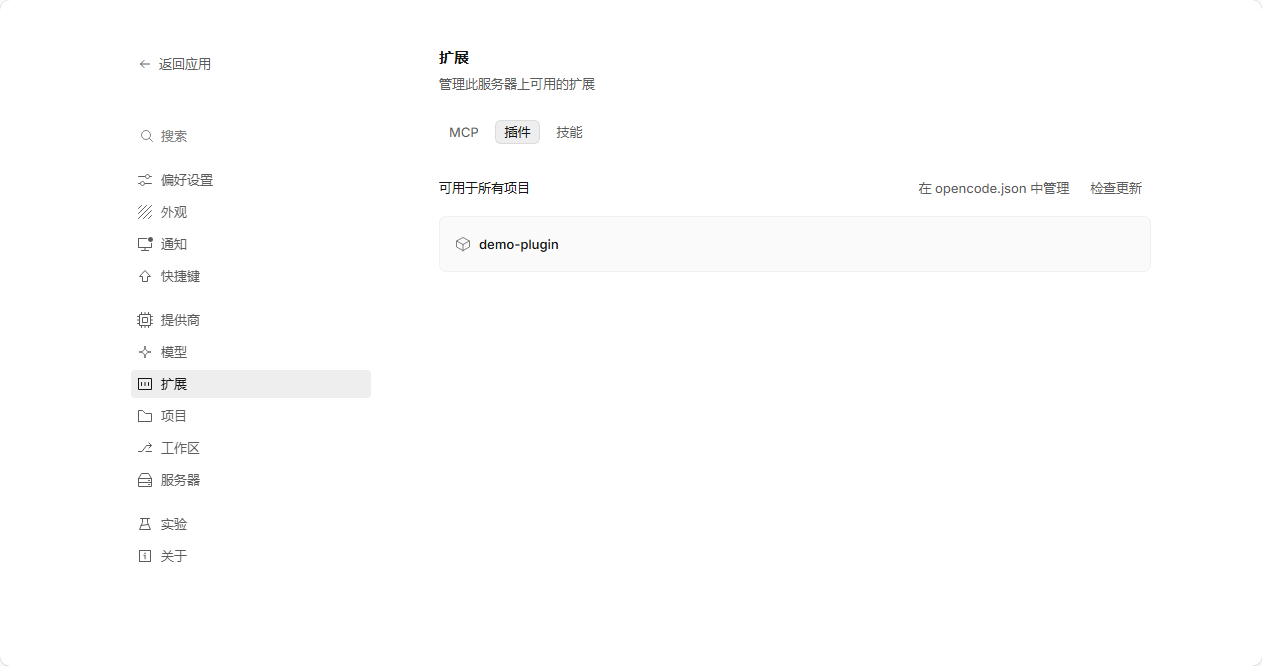 返回应用
搜索
偏好设置
外观
通知
快捷键
提供商
模型
扩展
项目
工作区
服务器
实验
关于
扩展
管理此服务器上可用的扩展
MCP 插件 技能
可用于所有项目 在 opencode.json 中管理 检查更新
demo-plugin